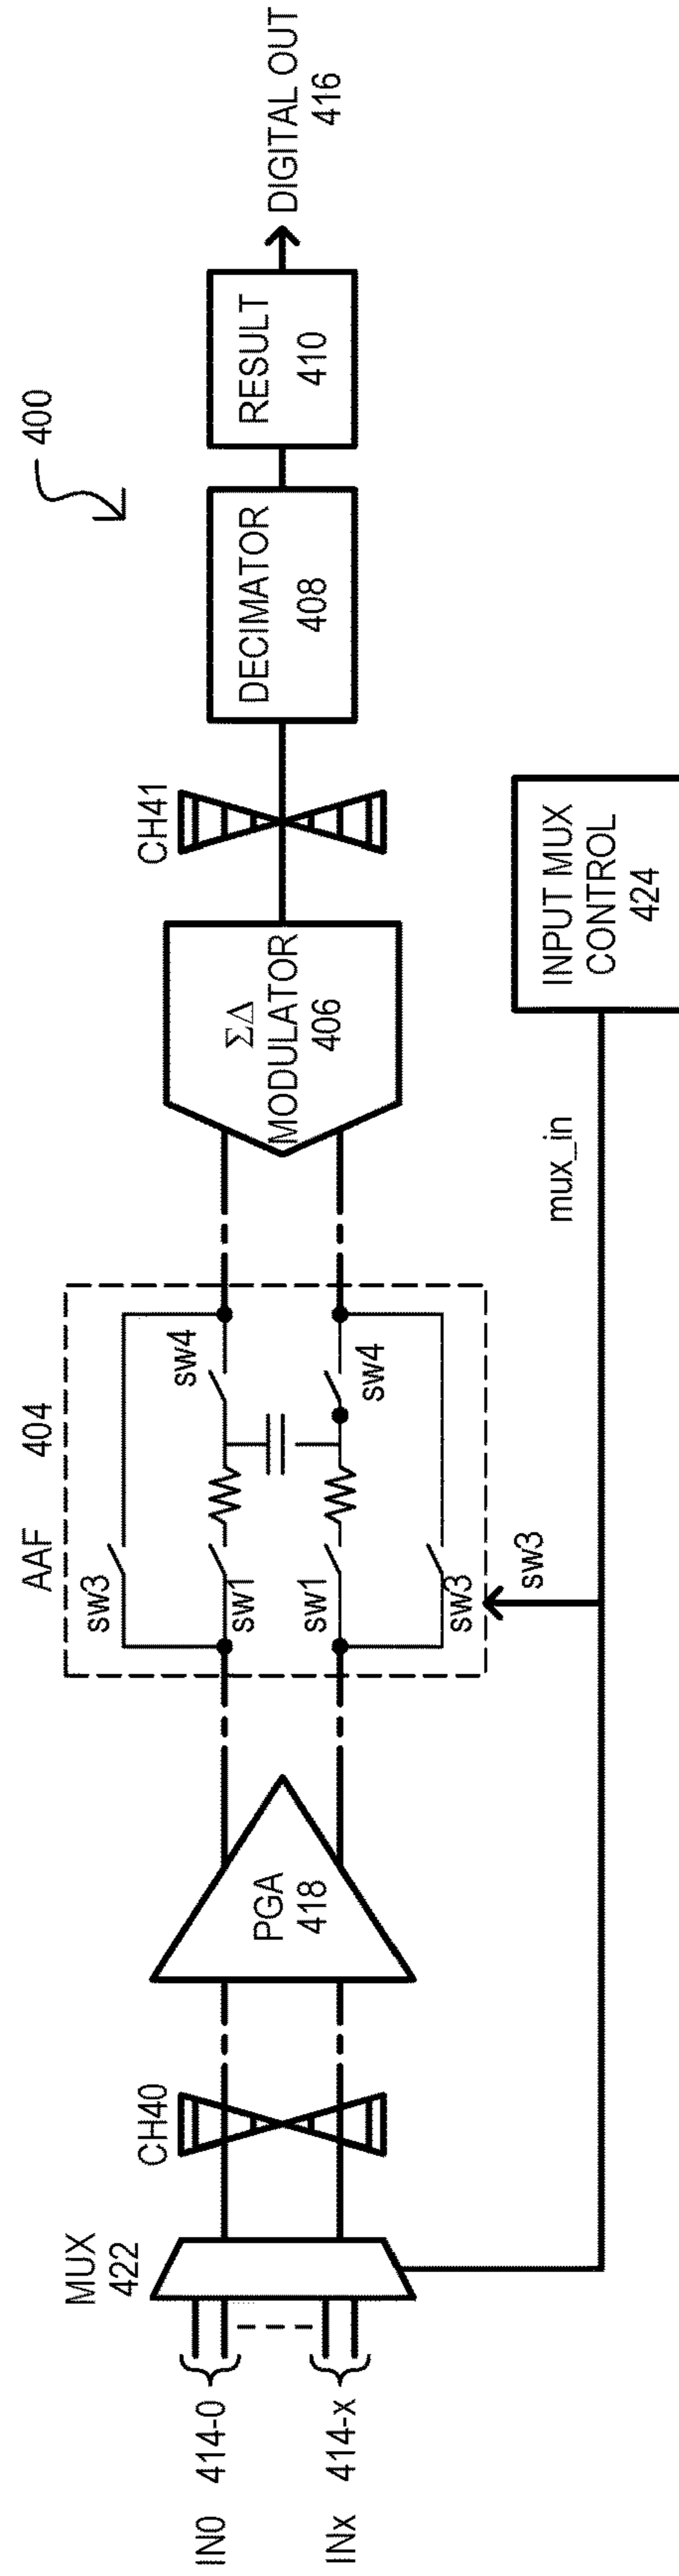 400
AAF 404
MUX
422
CH40
PGA
418
sw3
sw1
sw4
sw1
sw4
sw3
ΣΔ
MODULATOR
406
CH41
DECIMATOR
408
RESULT
410
DIGITAL OUT
416
IN0 414-0
INx 414-x
sw3
mux_in
INPUT MUX
CONTROL
424